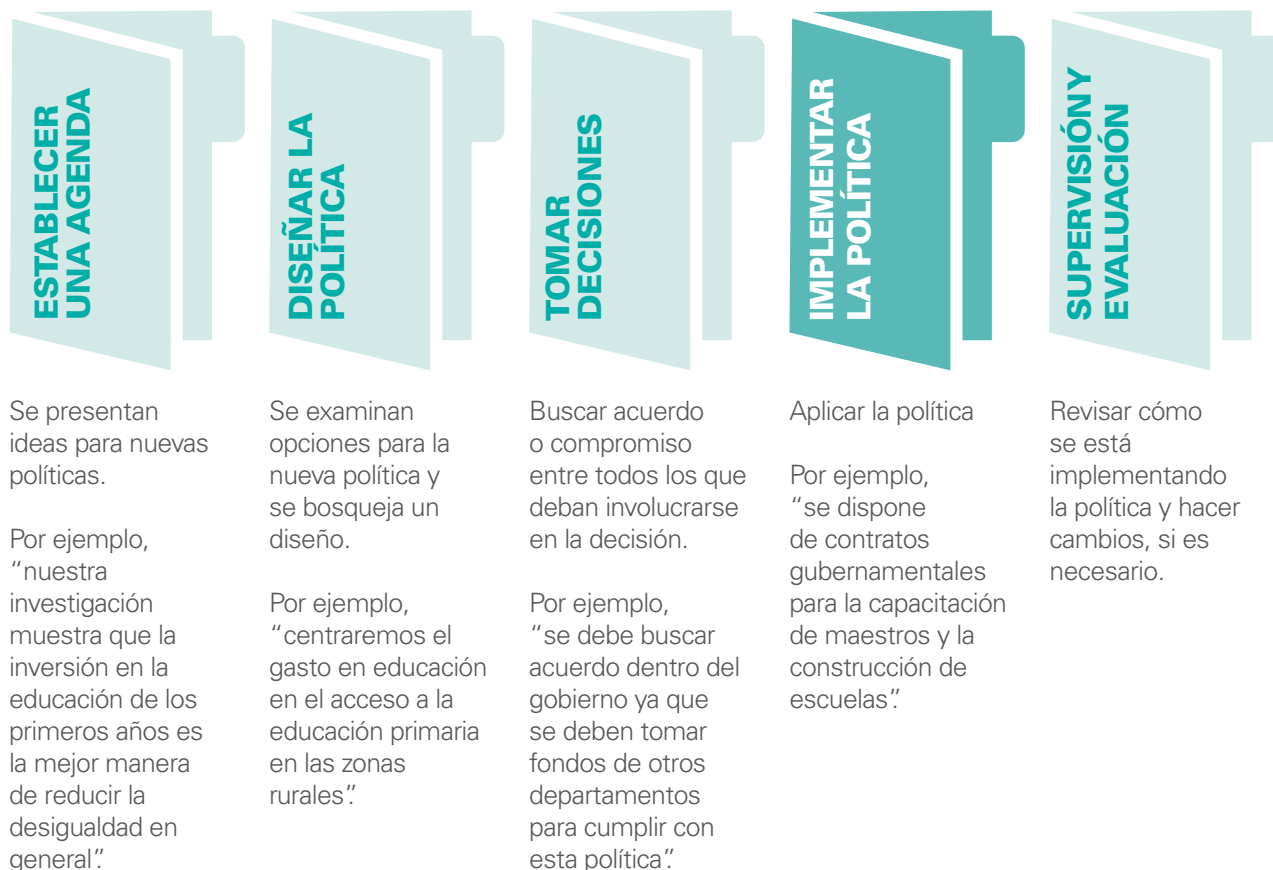 ESTABLECER
UNA AGENDA
Se presentan
ideas para nuevas
políticas.
Por ejemplo,
“nuestra
investigación
muestra que la
inversión en la
educación de los
primeros años es
la mejor manera
de reducir la
desigualdad en
general”.
DISEÑAR LA
POLÍTICA
Se examinan
opciones para la
nueva política y
se bosqueja un
diseño.
Por ejemplo,
“centraremos el
gasto en educación
en el acceso a la
educación primaria
en las zonas
rurales”.
TOMAR
DECISIONES
Buscar acuerdo
o compromiso
entre todos los que
deban involucrarse
en la decisión.
Por ejemplo,
“se debe buscar
acuerdo dentro del
gobierno ya que
se deben tomar
fondos de otros
departamentos
para cumplir con
esta política”.
IMPLEMENTAR
LA POLÍTICA
Aplicar la política
Por ejemplo,
“se dispone
de contratos
gubernamentales
para la capacitación
de maestros y la
construcción de
escuelas”.
SUPERVISIÓN Y
EVALUACIÓN
Revisar cómo
se está
implementando
la política y hacer
cambios, si es
necesario.